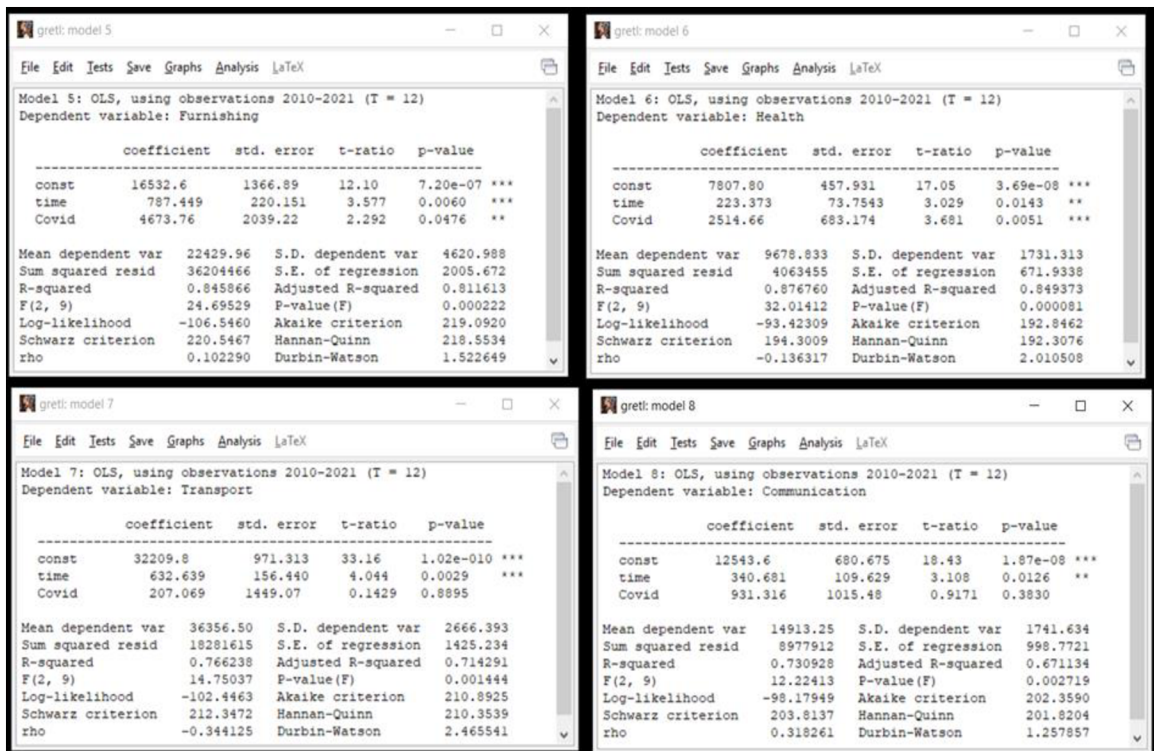 gretl: model 5
File Edit Tests Save Graphs Analysis LaTeX
Model 5: OLS, using observations 2010-2021 (T = 12)
Dependent variable: Furnishing
coefficient std. error t-ratio p-value
const 16532.6 1366.89 12.10 7.20e-07 ***
time 787.449 220.151 3.577 0.0060 ***
Covid 4673.76 2039.22 2.292 0.0476 **
Mean dependent var 22429.96 S.D. dependent var 4620.988
Sum squared resid 36204466 S.E. of regression 2005.672
R-squared 0.845866 Adjusted R-squared 0.811613
F(2, 9) 24.69529 P-value(F) 0.000222
Log-likelihood -106.5460 Akaike criterion 219.0920
Schwarz criterion 220.5467 Hannan-Quinn 218.5534
rho 0.102290 Durbin-Watson 1.522649
gretl: model 6
File Edit Tests Save Graphs Analysis LaTeX
Model 6: OLS, using observations 2010-2021 (T = 12)
Dependent variable: Health
coefficient std. error t-ratio p-value
const 7807.80 457.931 17.05 3.69e-08 ***
time 223.373 73.7543 3.029 0.0143 **
Covid 2514.66 683.174 3.681 0.0051 ***
Mean dependent var 9678.833 S.D. dependent var 1731.313
Sum squared resid 4063455 S.E. of regression 671.9338
R-squared 0.876760 Adjusted R-squared 0.849373
F(2, 9) 32.01412 P-value(F) 0.000081
Log-likelihood -93.42309 Akaike criterion 192.8462
Schwarz criterion 194.3009 Hannan-Quinn 192.3076
rho -0.136317 Durbin-Watson 2.010508
gretl: model 7
File Edit Tests Save Graphs Analysis LaTeX
Model 7: OLS, using observations 2010-2021 (T = 12)
Dependent variable: Transport
coefficient std. error t-ratio p-value
const 32209.8 971.313 33.16 1.02e-010 ***
time 632.639 156.440 4.044 0.0029 ***
Covid 207.069 1449.07 0.1429 0.8895
Mean dependent var 36356.50 S.D. dependent var 2666.393
Sum squared resid 18281615 S.E. of regression 1425.234
R-squared 0.766238 Adjusted R-squared 0.714291
F(2, 9) 14.75037 P-value(F) 0.001444
Log-likelihood -102.4463 Akaike criterion 210.8925
Schwarz criterion 212.3472 Hannan-Quinn 210.3539
rho -0.344125 Durbin-Watson 2.465541
gretl: model 8
File Edit Tests Save Graphs Analysis LaTeX
Model 8: OLS, using observations 2010-2021 (T = 12)
Dependent variable: Communication
coefficient std. error t-ratio p-value
const 12543.6 680.675 18.43 1.87e-08 ***
time 340.681 109.629 3.108 0.0126 **
Covid 931.316 1015.48 0.9171 0.3830
Mean dependent var 14913.25 S.D. dependent var 1741.634
Sum squared resid 8977912 S.E. of regression 998.7721
R-squared 0.730928 Adjusted R-squared 0.671134
F(2, 9) 12.22413 P-value(F) 0.002719
Log-likelihood -98.17949 Akaike criterion 202.3590
Schwarz criterion 203.8137 Hannan-Quinn 201.8204
rho 0.318261 Durbin-Watson 1.257857